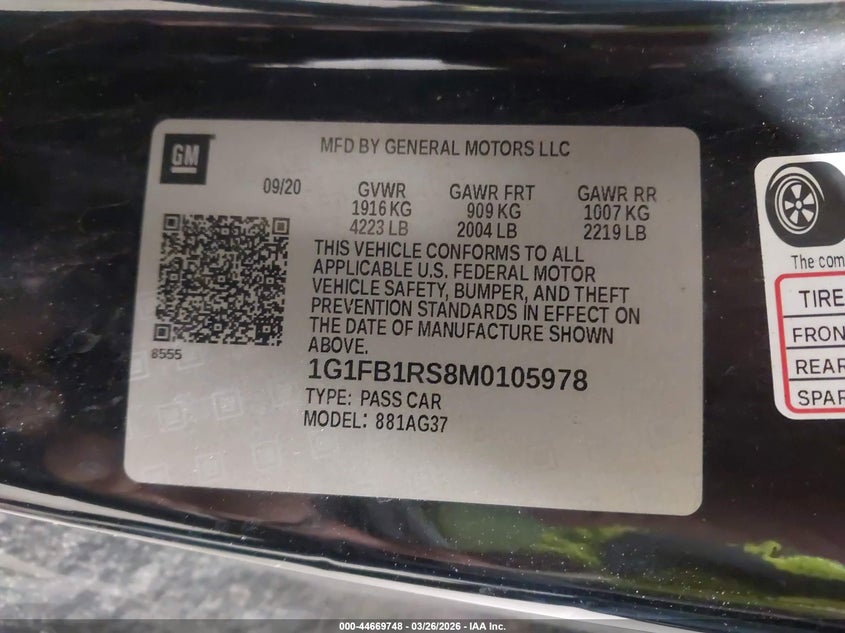 GM
MFD BY GENERAL MOTORS LLC
09/20 GVWR GAWR FRT GAWR RR
1916 KG 909 KG 1007 KG
4223 LB 2004 LB 2219 LB
THIS VEHICLE CONFORMS TO ALL
APPLICABLE U.S. FEDERAL MOTOR
VEHICLE SAFETY, BUMPER, AND THEFT
PREVENTION STANDARDS IN EFFECT ON
THE DATE OF MANUFACTURE SHOWN
ABOVE.
8555
1G1FB1RS8M0105978
TYPE: PASS CAR
MODEL: 881AG37
The com
TIRE
FRON
REAR
SPAR
000-44669748 - 03/26/2026 - IAA Inc.